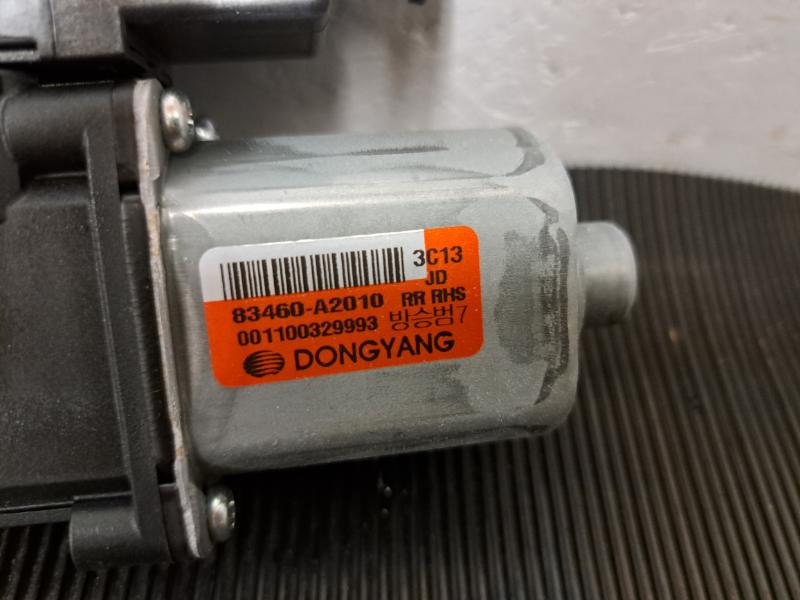 3C13
JD
83460-A2010 RR RHS
001100329993 방승범7
DONGYANG